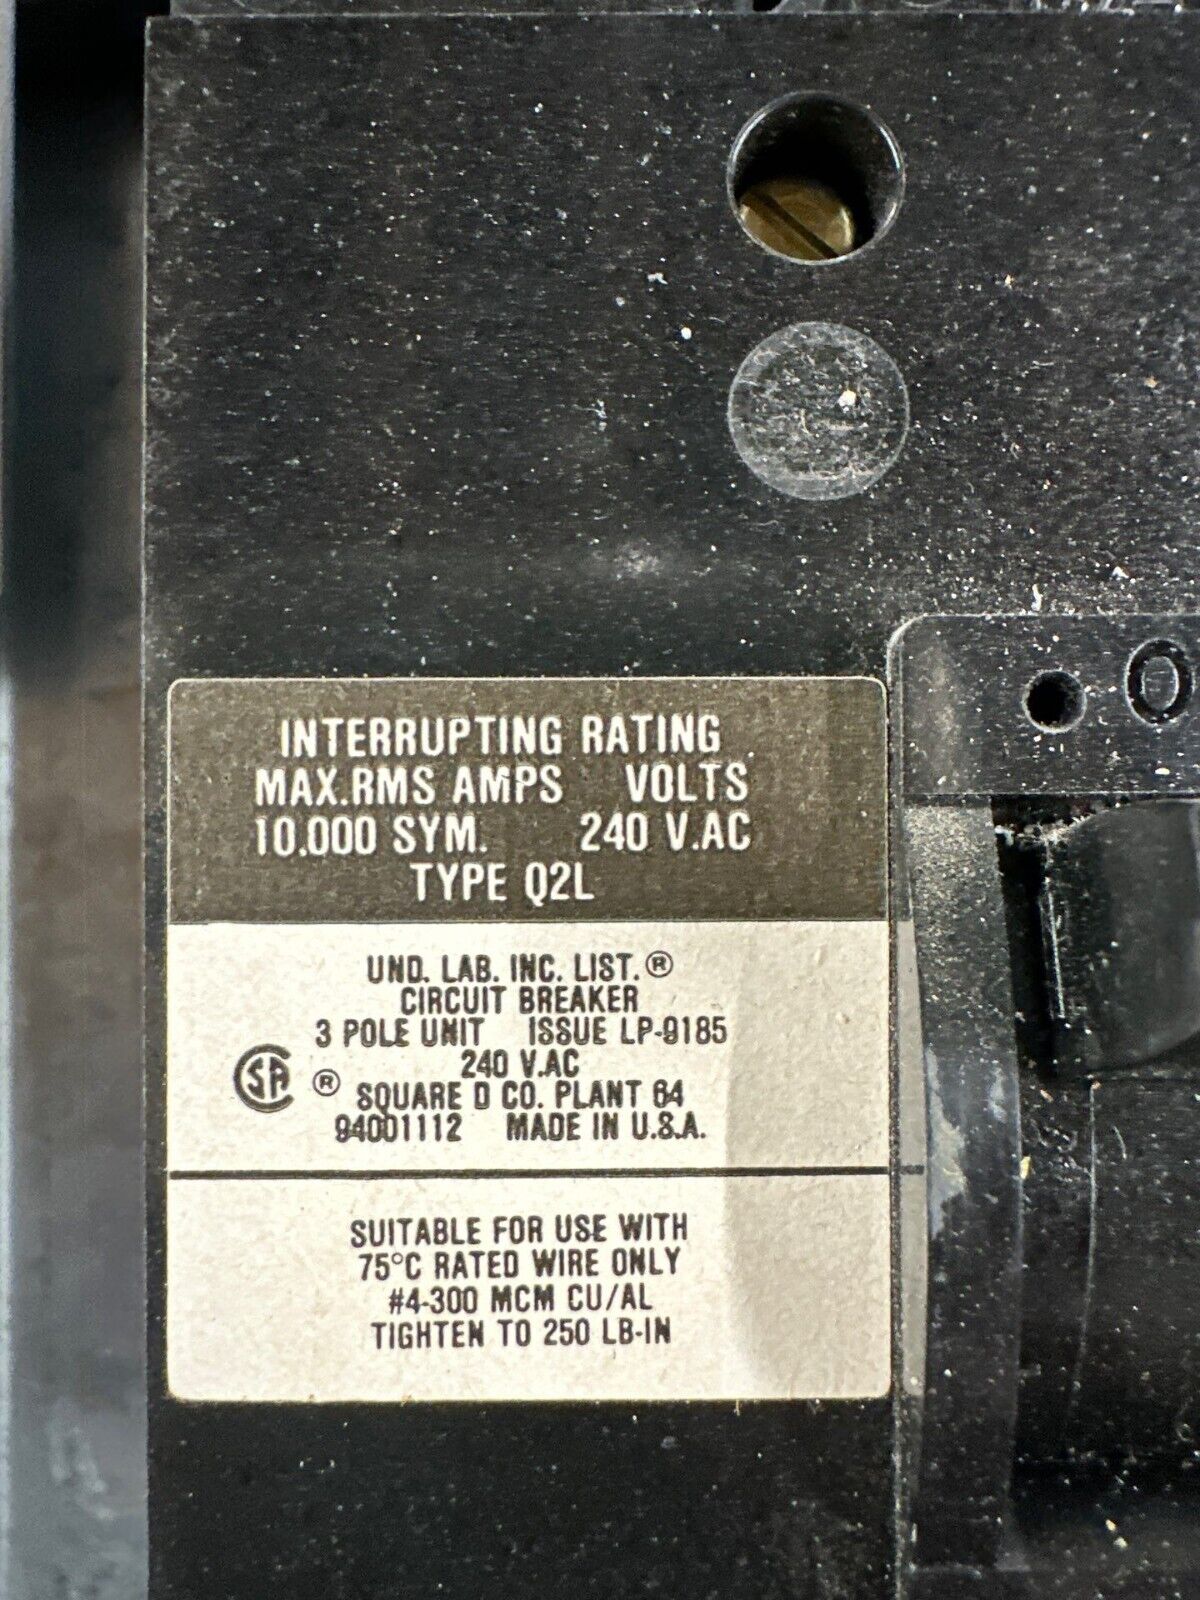 INTERRUPTING RATING
MAX.RMS AMPS VOLTS
10,000 SYM. 240 V.AC
TYPE Q2L
UND. LAB. INC. LIST.®
CIRCUIT BREAKER
3 POLE UNIT ISSUE LP-9185
240 V.AC
SA ® SQUARE D CO. PLANT 64
94001112 MADE IN U.S.A.
SUITABLE FOR USE WITH
75°C RATED WIRE ONLY
#4-300 MCM CU/AL
TIGHTEN TO 250 LB-IN